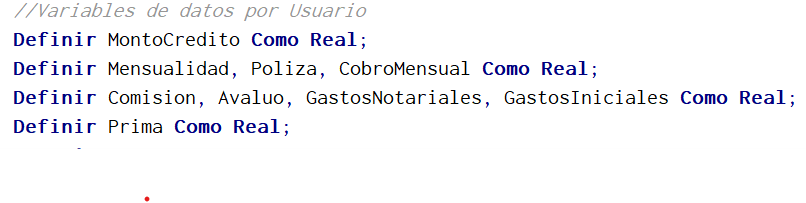 //Variables de datos por Usuario
Definir MontoCredito Como Real;
Definir Mensualidad, Poliza, CobroMensual Como Real;
Definir Comision, Avaluo, GastosNotariales, GastosIniciales Como Real;
Definir Prima Como Real;